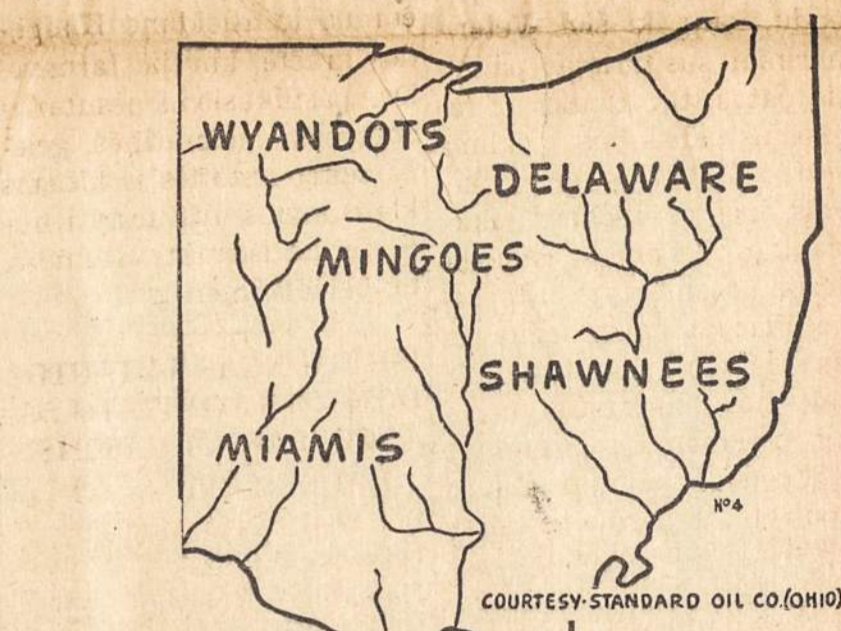 WYANDOTS
DELAWARE
MINGOES
SHAWNEES
MIAMIS
Nº4
COURTESY·STANDARD OIL CO.(OHIO)